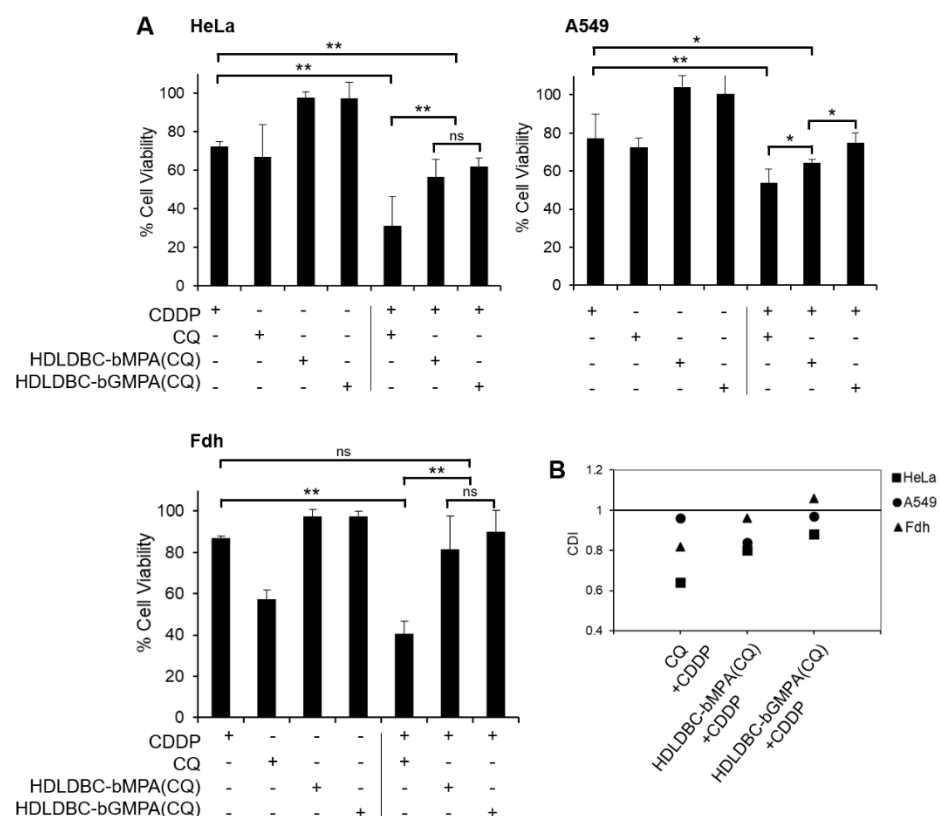 A HeLa
**
**
**
ns
% Cell Viability
100
80
60
40
20
0
CDDP + - - - + + +
CQ - + - - + - -
HDLDBC-bMPA(CQ) - - + - - + -
HDLDBC-bGMPA(CQ) - - - + - - +
A549
*
**
*
*
% Cell Viability
100
80
60
40
20
0
+ - - - + + +
- + - - + - -
- - + - - + -
- - - + - - +
Fdh
ns
**
**
ns
% Cell Viability
100
80
60
40
20
0
CDDP + - - - + + +
CQ - + - - + - -
HDLDBC-bMPA(CQ) - - + - - + -
HDLDBC-bGMPA(CQ) - - - + - - +
B
CDI
1.2
1
0.8
0.6
0.4
HeLa
A549
Fdh
CQ
+CDDP
HDLDBC-bMPA(CQ)
+CDDP
HDLDBC-bGMPA(CQ)
+CDDP